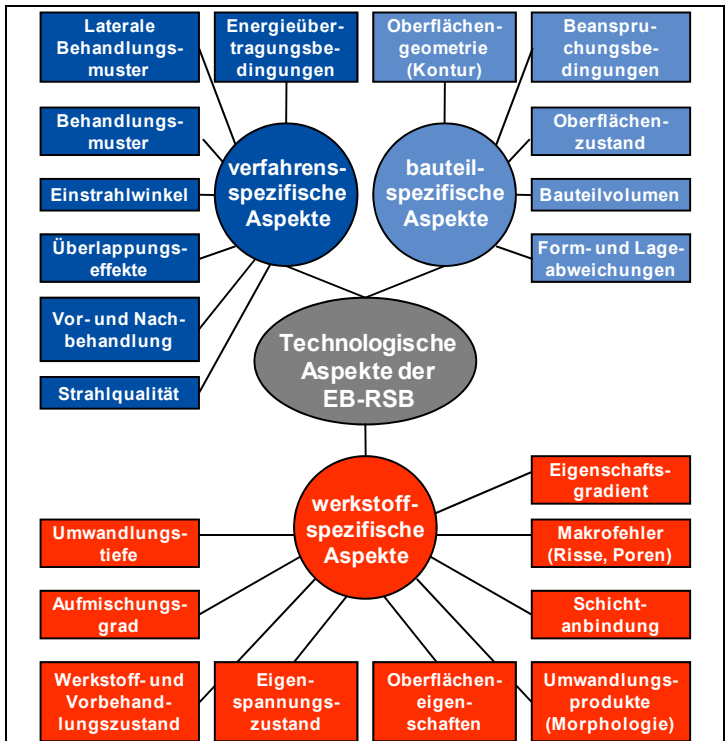 Laterale
Behandlungs-
muster
Energieüber-
tragungsbe-
dingungen
Oberflächen-
geometrie
(Kontur)
Beanspru-
chungsbe-
dingungen
Behandlungs-
muster
Oberflächen-
zustand
verfahrens-
spezifische
Aspekte
bauteil-
spezifische
Aspekte
Einstrahlwinkel
Bauteilvolumen
Überlappungs-
effekte
Form- und Lage-
abweichungen
Vor- und Nach-
behandlung
Strahlqualität
Technologische
Aspekte der
EB-RSB
werkstoff-
spezifische
Aspekte
Eigenschafts-
gradient
Umwandlungs-
tiefe
Makrofehler
(Risse, Poren)
Aufmischungs-
grad
Schicht-
anbindung
Werkstoff- und
Vorbehand-
lungszustand
Eigen-
spannungs-
zustand
Oberflächen-
eigen-
schaften
Umwandlungs-
produkte
(Morphologie)